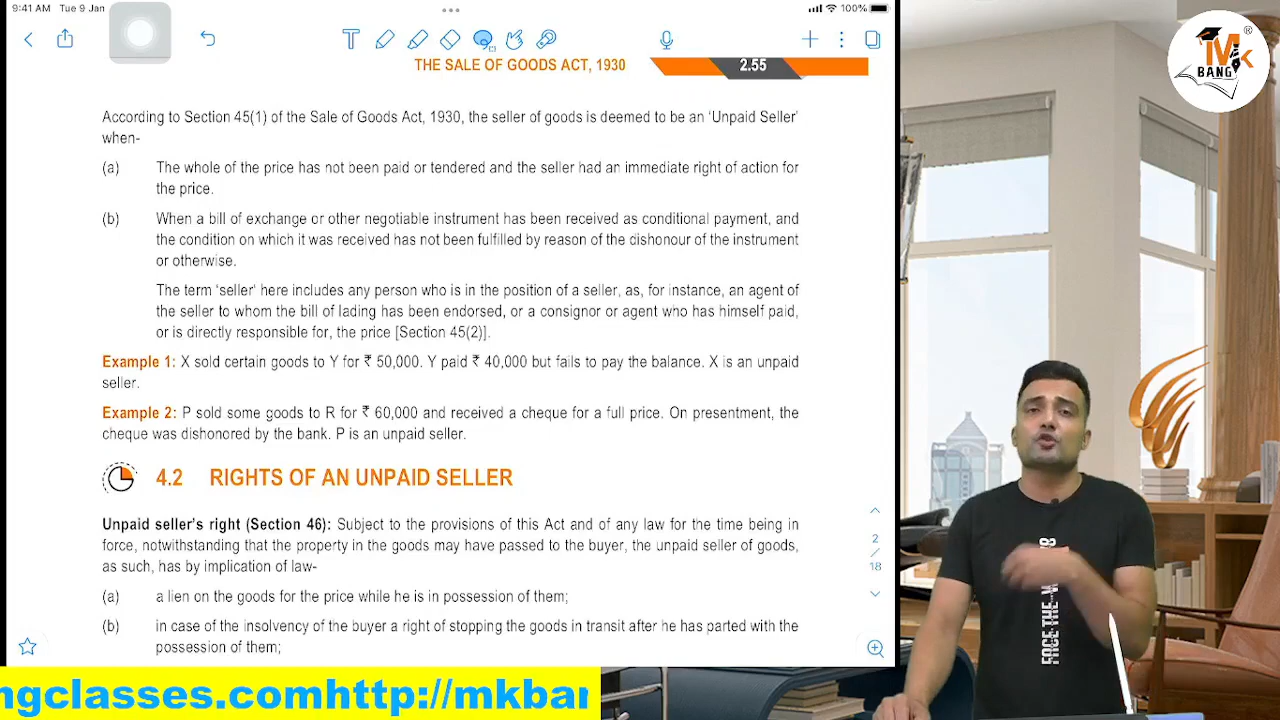 9:41 AM Tue 9 Jan
100%
THE SALE OF GOODS ACT, 1930
2.55
According to Section 45(1) of the Sale of Goods Act, 1930, the seller of goods is deemed to be an 'Unpaid Seller'
when-
(a) The whole of the price has not been paid or tendered and the seller had an immediate right of action for
the price.
(b) When a bill of exchange or other negotiable instrument has been received as conditional payment, and
the condition on which it was received has not been fulfilled by reason of the dishonour of the instrument
or otherwise.
The term 'seller' here includes any person who is in the position of a seller, as, for instance, an agent of
the seller to whom the bill of lading has been endorsed, or a consignor or agent who has himself paid,
or is directly responsible for, the price [Section 45(2)].
Example 1: X sold certain goods to Y for ₹ 50,000. Y paid ₹ 40,000 but fails to pay the balance. X is an unpaid
seller.
Example 2: P sold some goods to R for ₹ 60,000 and received a cheque for a full price. On presentment, the
cheque was dishonored by the bank. P is an unpaid seller.
4.2 RIGHTS OF AN UNPAID SELLER
Unpaid seller's right (Section 46): Subject to the provisions of this Act and of any law for the time being in
force, notwithstanding that the property in the goods may have passed to the buyer, the unpaid seller of goods,
as such, has by implication of law-
(a) a lien on the goods for the price while he is in possession of them;
(b) in case of the insolvency of the buyer a right of stopping the goods in transit after he has parted with the
possession of them;
2
/
18
ngclasses.comhttp://mkban
Mk
BANG
®
FACE·THE